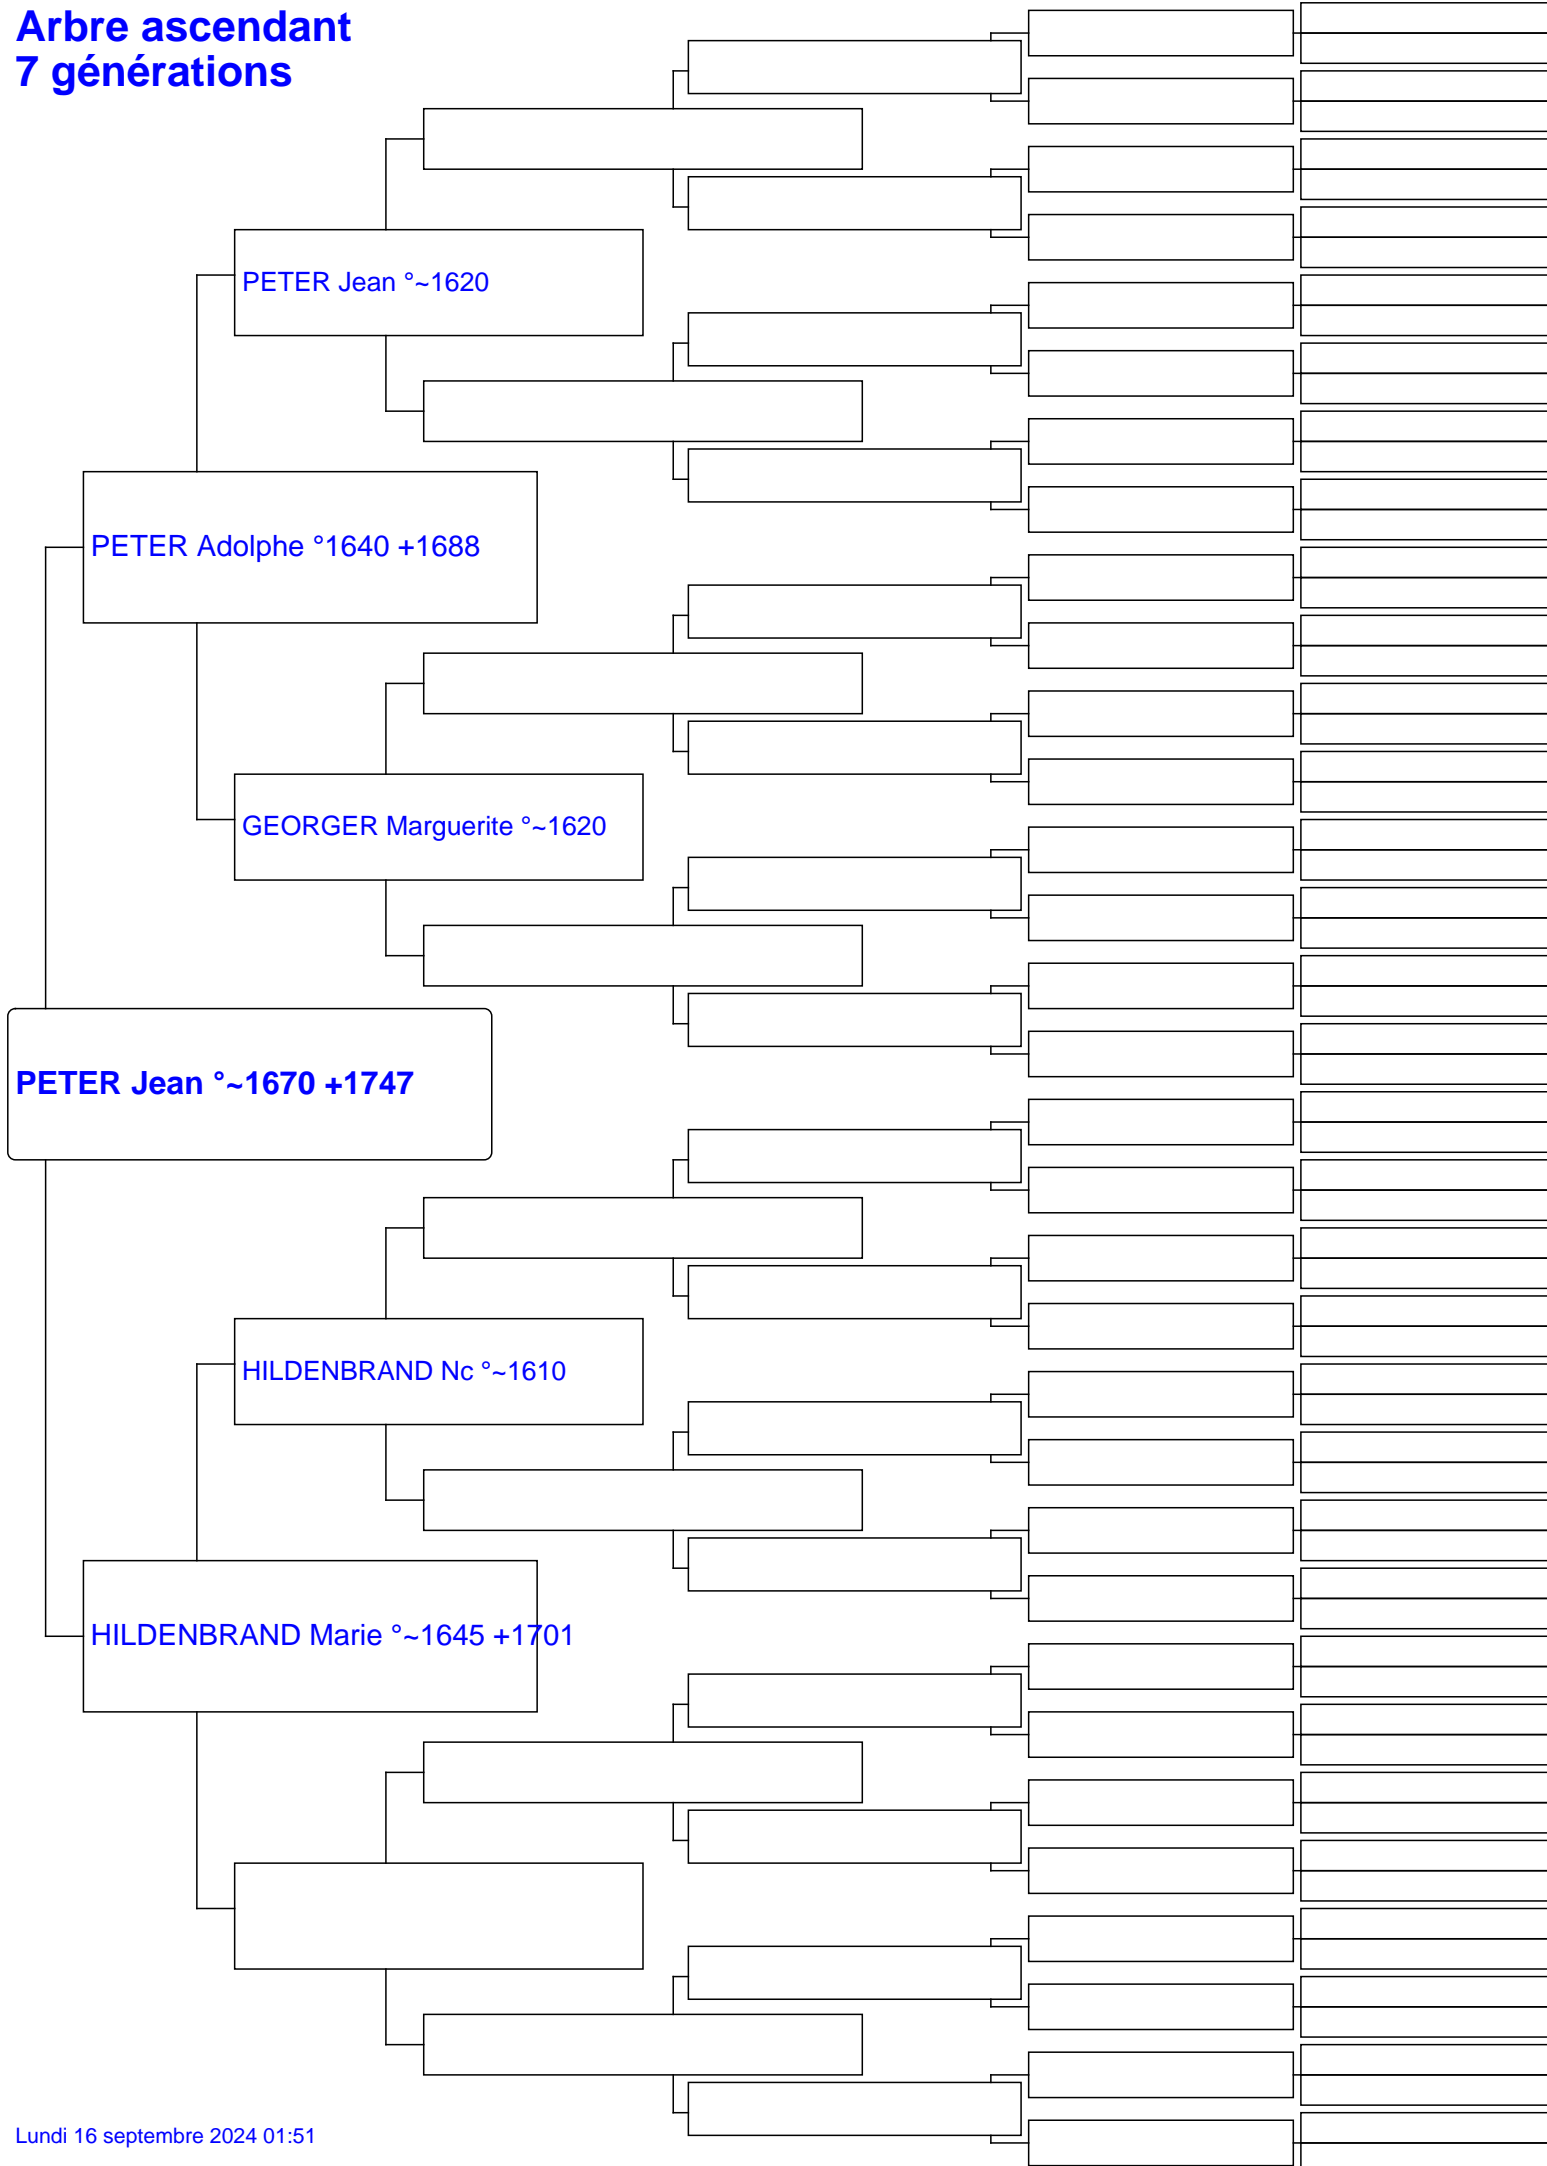 Arbre ascendant
7 générations
PETER Jean °~1620
PETER Adolphe °1640 +1688
GEORGER Marguerite °~1620
PETER Jean °~1670 +1747
HILDENBRAND Nc °~1610
HILDENBRAND Marie °~1645 +1701
Lundi 16 septembre 2024 01:51